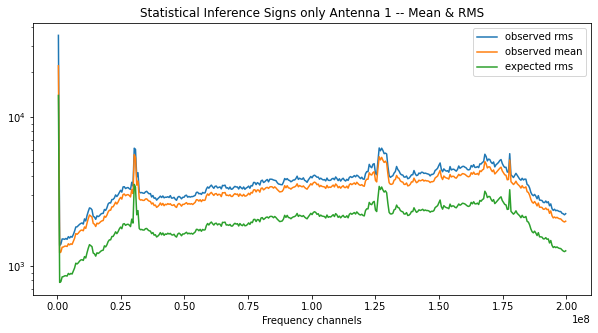 Statistical Inference Signs only Antenna 1 -- Mean & RMS
observed rms
observed mean
expected rms
10⁴
10³
0.00 0.25 0.50 0.75 1.00 1.25 1.50 1.75 2.00
1e8
Frequency channels